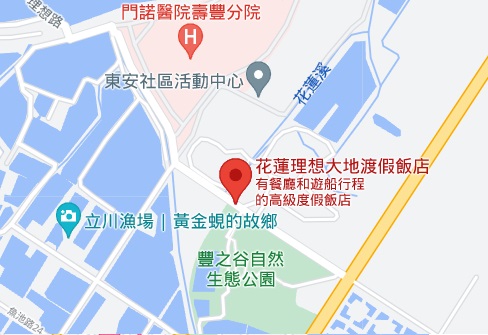 理想路
門諾醫院壽豐分院
H
東安社區活動中心
花蓮溪
花蓮理想大地渡假飯店
有餐廳和遊船行程
的高級度假飯店
立川漁場 | 黃金蜆的故鄉
豐之谷自然
生態公園
魚池路24